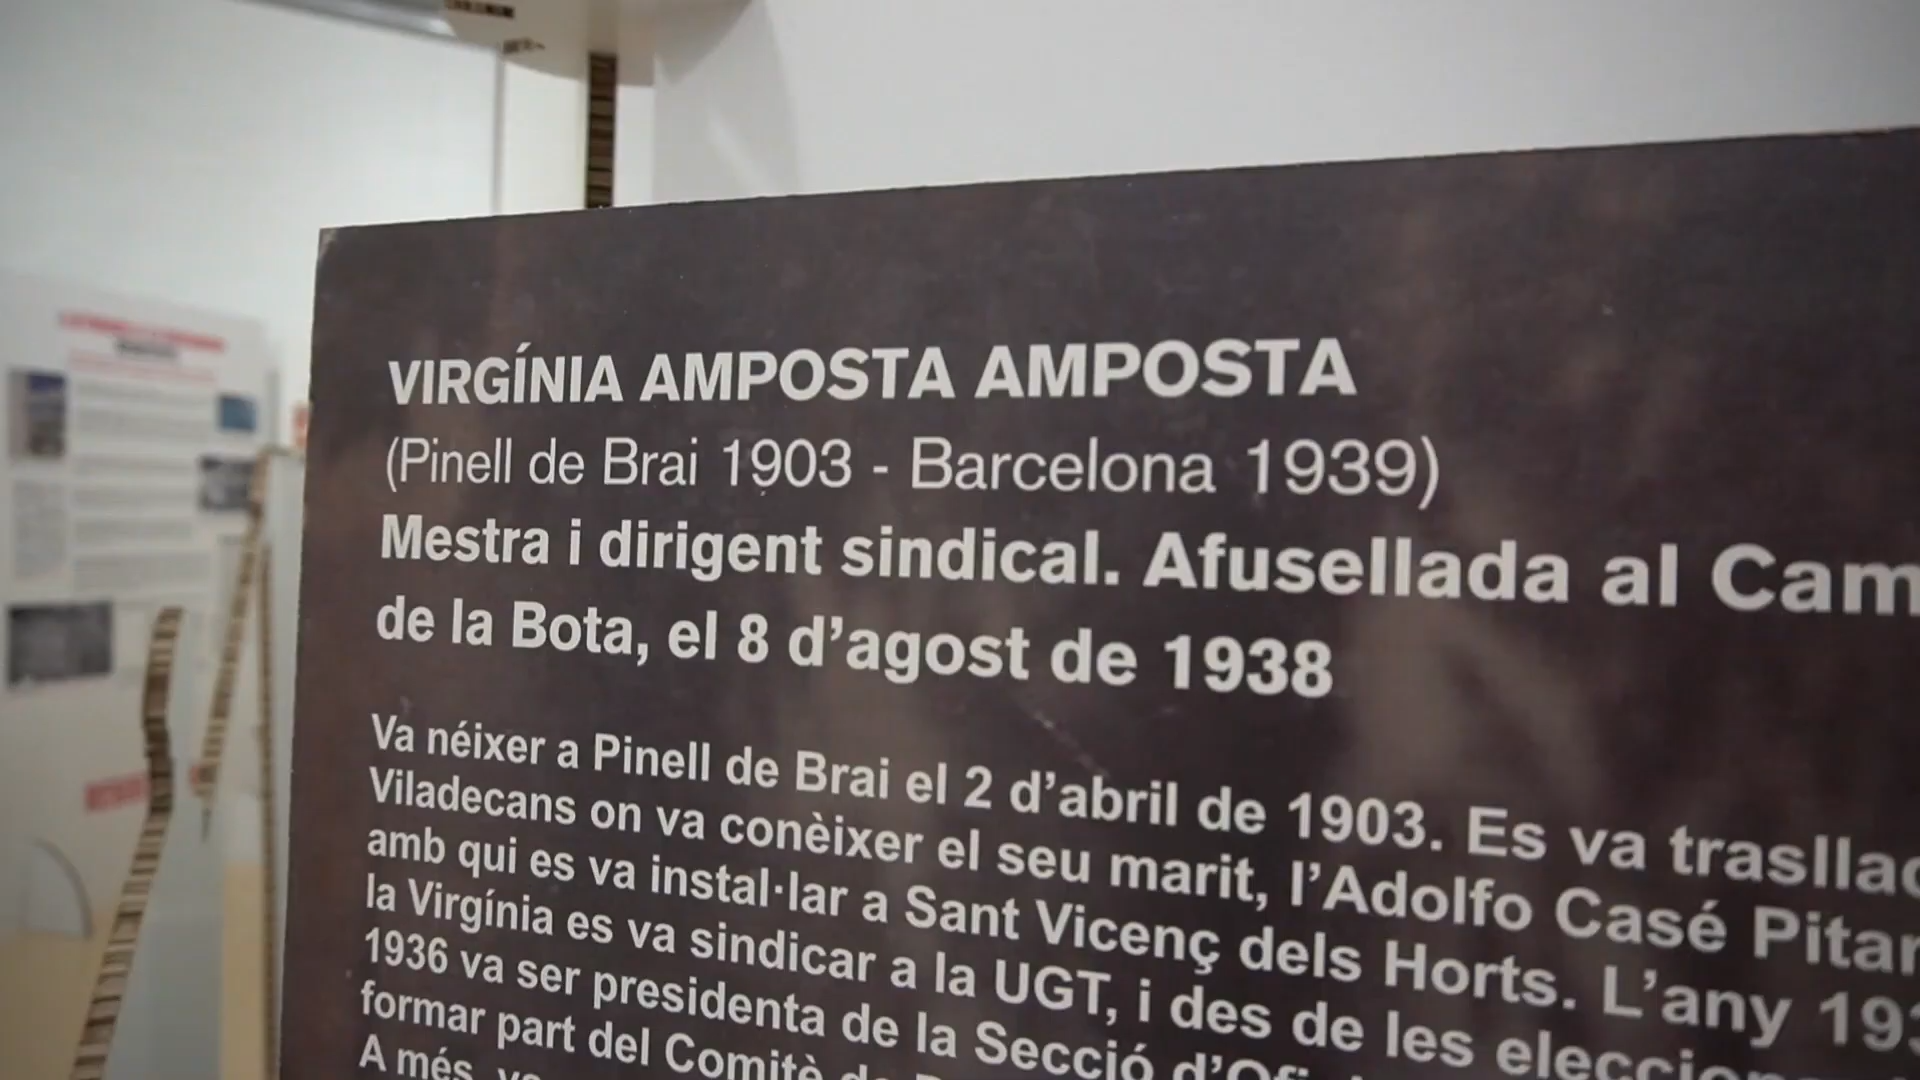 VIRGÍNIA AMPOSTA AMPOSTA
(Pinell de Brai 1903 - Barcelona 1939)
Mestra i dirigent sindical. Afusellada al Cam
de la Bota, el 8 d’agost de 1938
Va néixer a Pinell de Brai el 2 d’abril de 1903. Es va trasllad
Viladecans on va conèixer el seu marit, l’Adolfo Casé Pitar
amb qui es va instal·lar a Sant Vicenç dels Horts. L’any 193
la Virgínia es va sindicar a la UGT, i des de les eleccion
1936 va ser presidenta de la Secció d’Ofi
formar part del Comitè de
A més, va